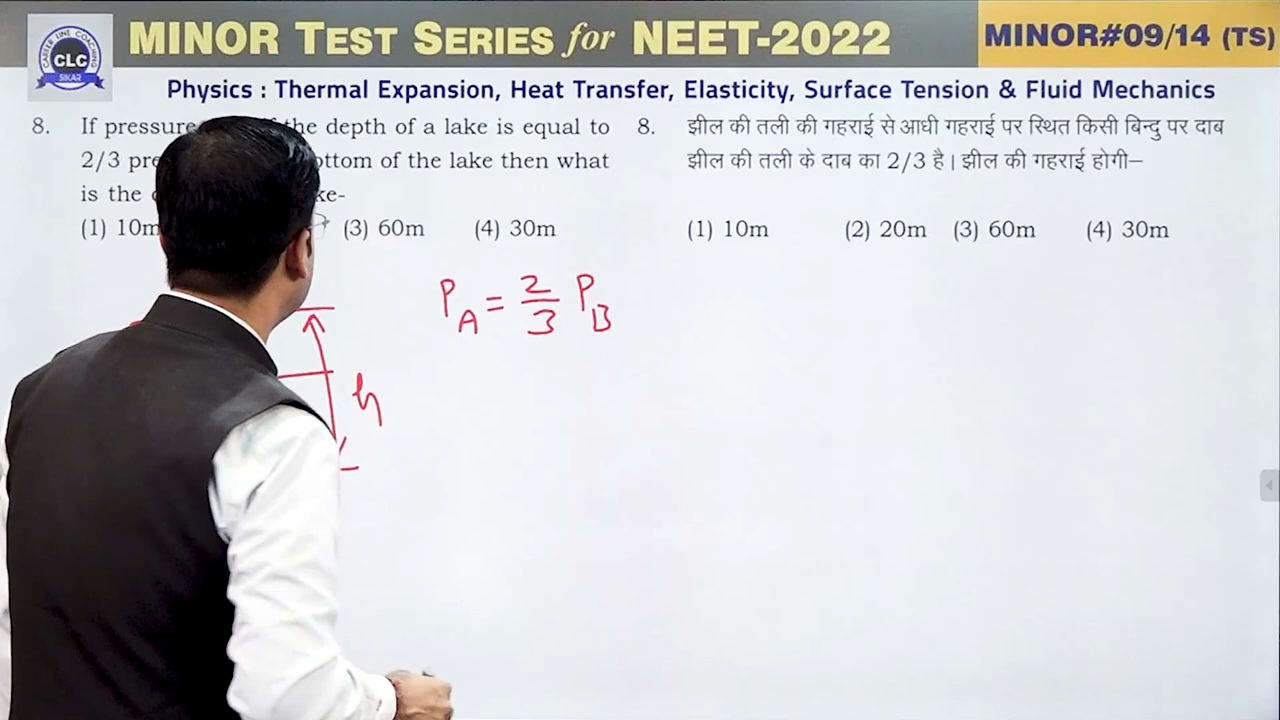 CAREER LINE COACHING
CLC
SIKAR
MINOR TEST SERIES for NEET-2022
MINOR#09/14 (TS)
Physics : Thermal Expansion, Heat Transfer, Elasticity, Surface Tension & Fluid Mechanics
8. If pressure the depth of a lake is equal to
2/3 pre ottom of the lake then what
is the ke-
(1) 10m (3) 60m (4) 30m
8. झील की तली की गहराई से आधी गहराई पर स्थित किसी बिन्दु पर दाब
झील की तली के दाब का 2/3 है। झील की गहराई होगी–
(1) 10m (2) 20m (3) 60m (4) 30m
P_A = 2/3 P_B
h